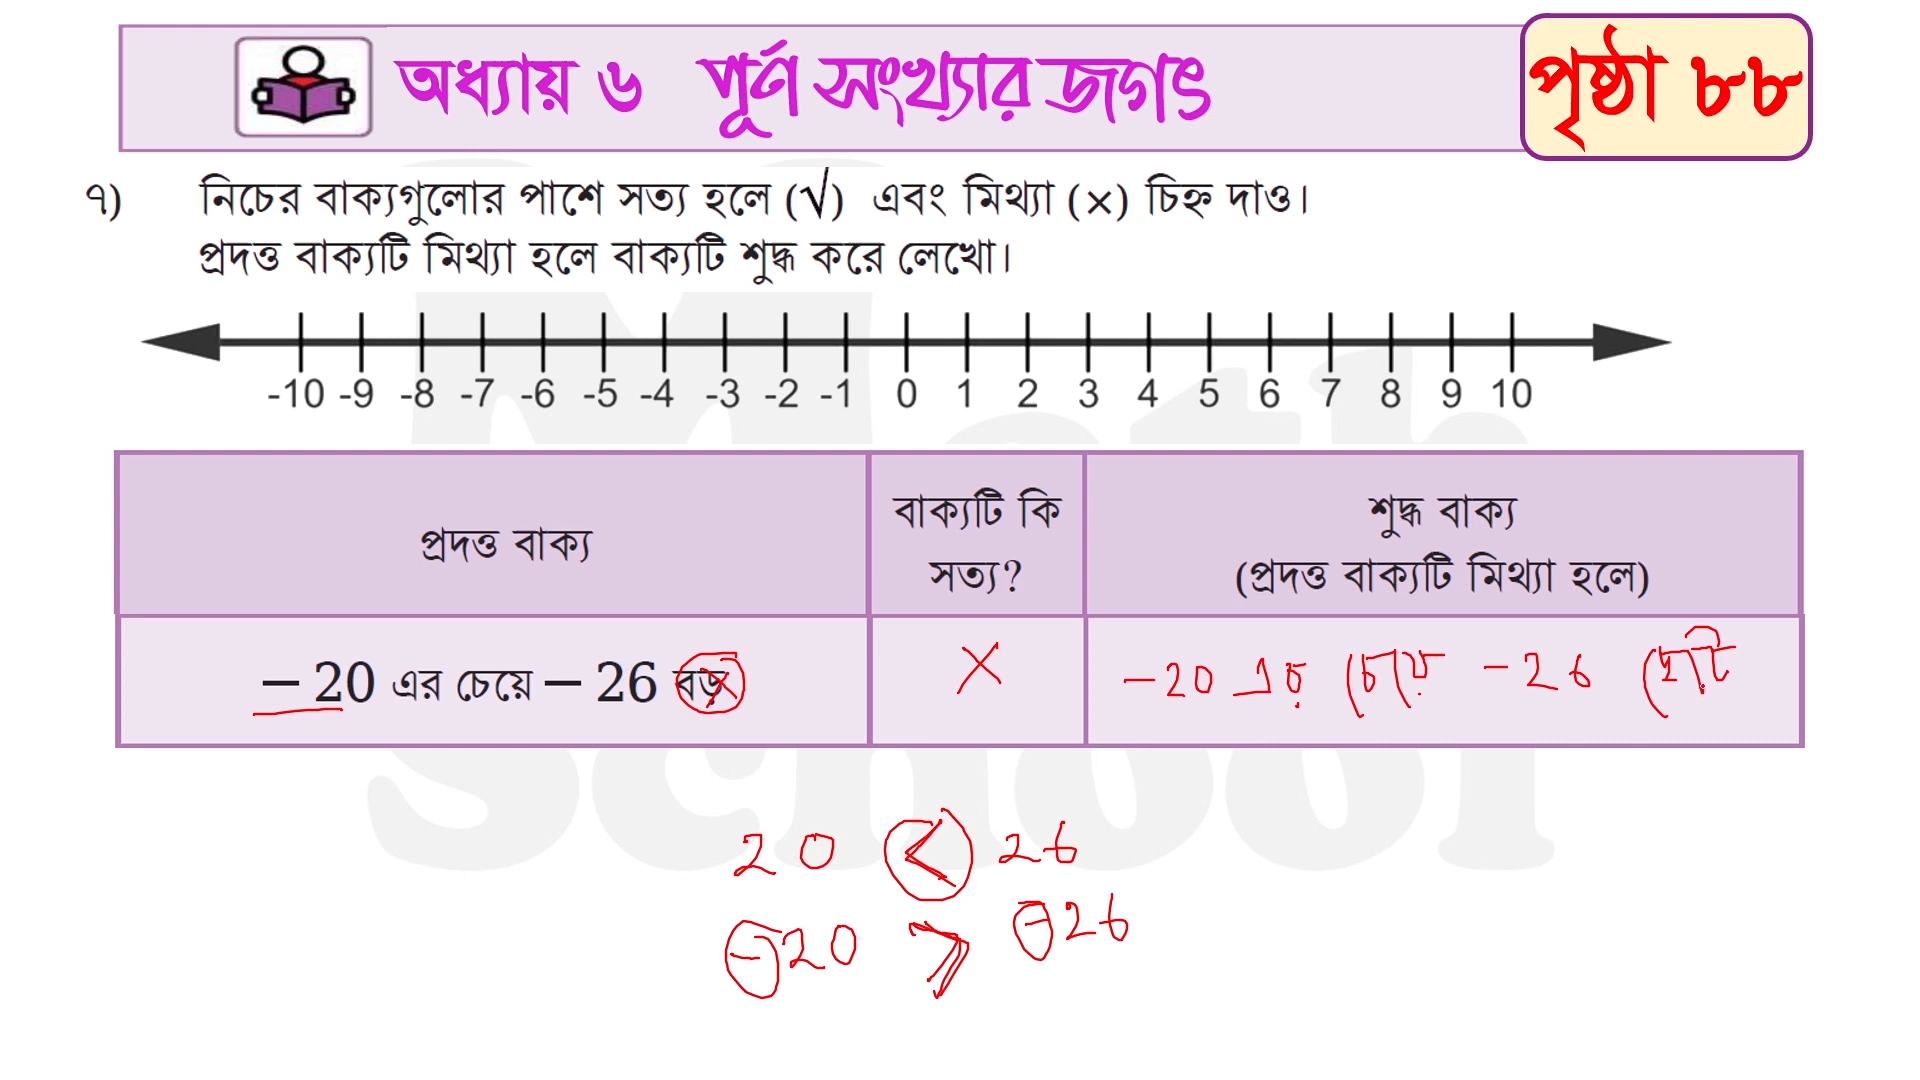 অধ্যায় ৬ পূর্ণ সংখ্যার জগৎ
পৃষ্ঠা ৮৮
৭) নিচের বাক্যগুলোর পাশে সত্য হলে (√) এবং মিথ্যা (×) চিহ্ন দাও।
প্রদত্ত বাক্যটি মিথ্যা হলে বাক্যটি শুদ্ধ করে লেখো।
-10 -9 -8 -7 -6 -5 -4 -3 -2 -1 0 1 2 3 4 5 6 7 8 9 10
প্রদত্ত বাক্য
বাক্যটি কি
সত্য?
শুদ্ধ বাক্য
(প্রদত্ত বাক্যটি মিথ্যা হলে)
− 20 এর চেয়ে − 26 বড়
×
−20 এর চেয়ে −26 ছোট
20 < 26
−20 > −26
Math
School